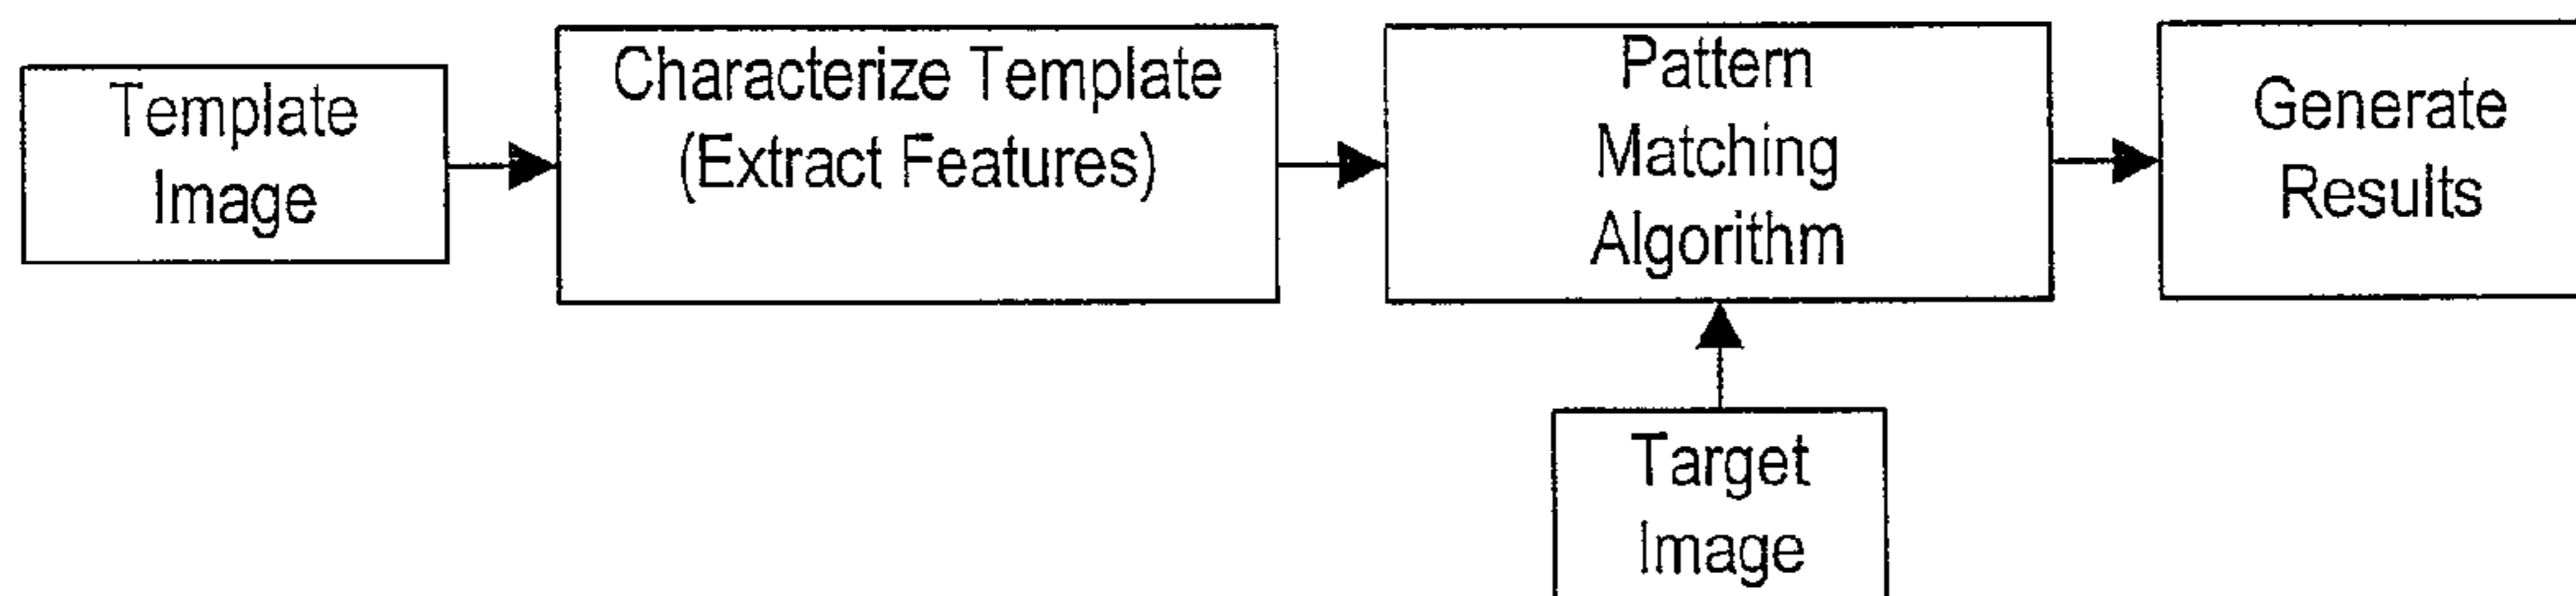 Template
Image
Characterize Template
(Extract Features)
Pattern
Matching
Algorithm
Generate
Results
Target
Image